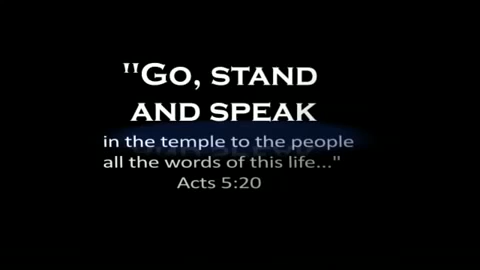 "GO, STAND
AND SPEAK
in the temple to the people
all the words of this life..."
Acts 5:20